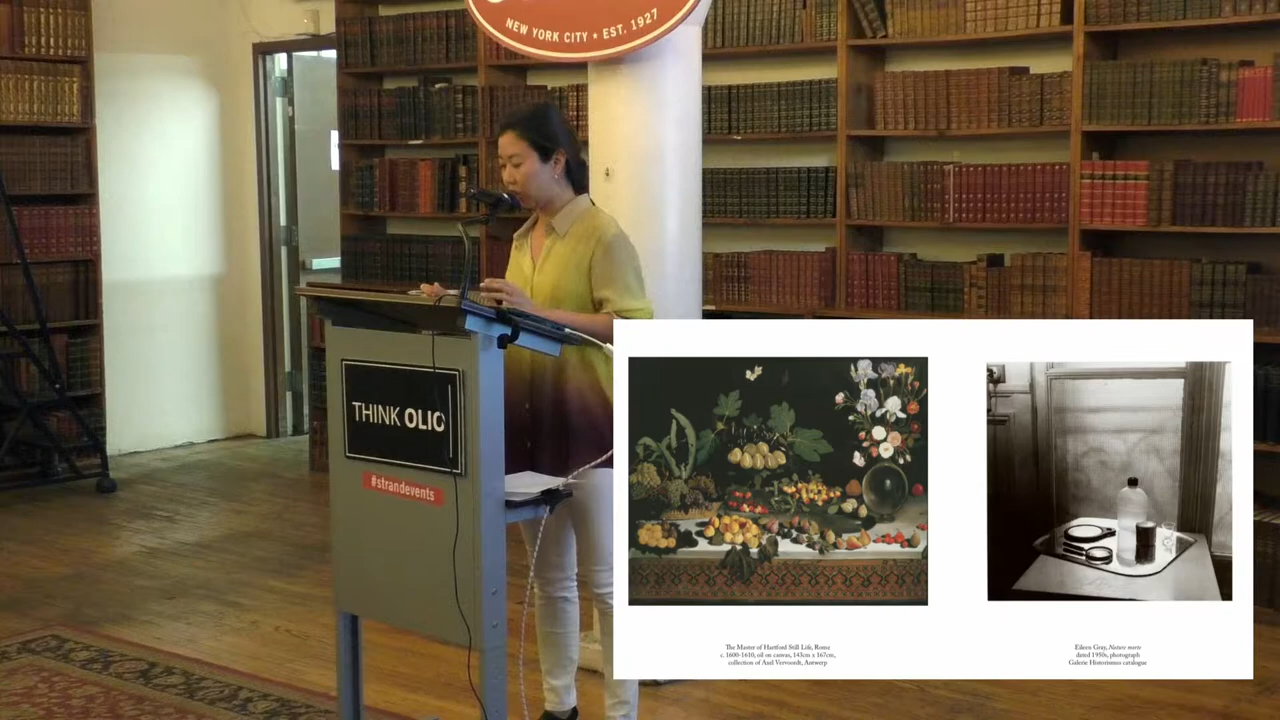 NEW YORK CITY ★ EST. 1927
THINK OLIO
#strandevents
The Master of Hartford Still Life, Rome
c. 1600-1610, oil on canvas, 143cm x 167cm,
collection of Axel Vervoordt, Antwerp
Eileen Gray, Nature morte
dated 1950s, photograph
Galerie Historismus catalogue